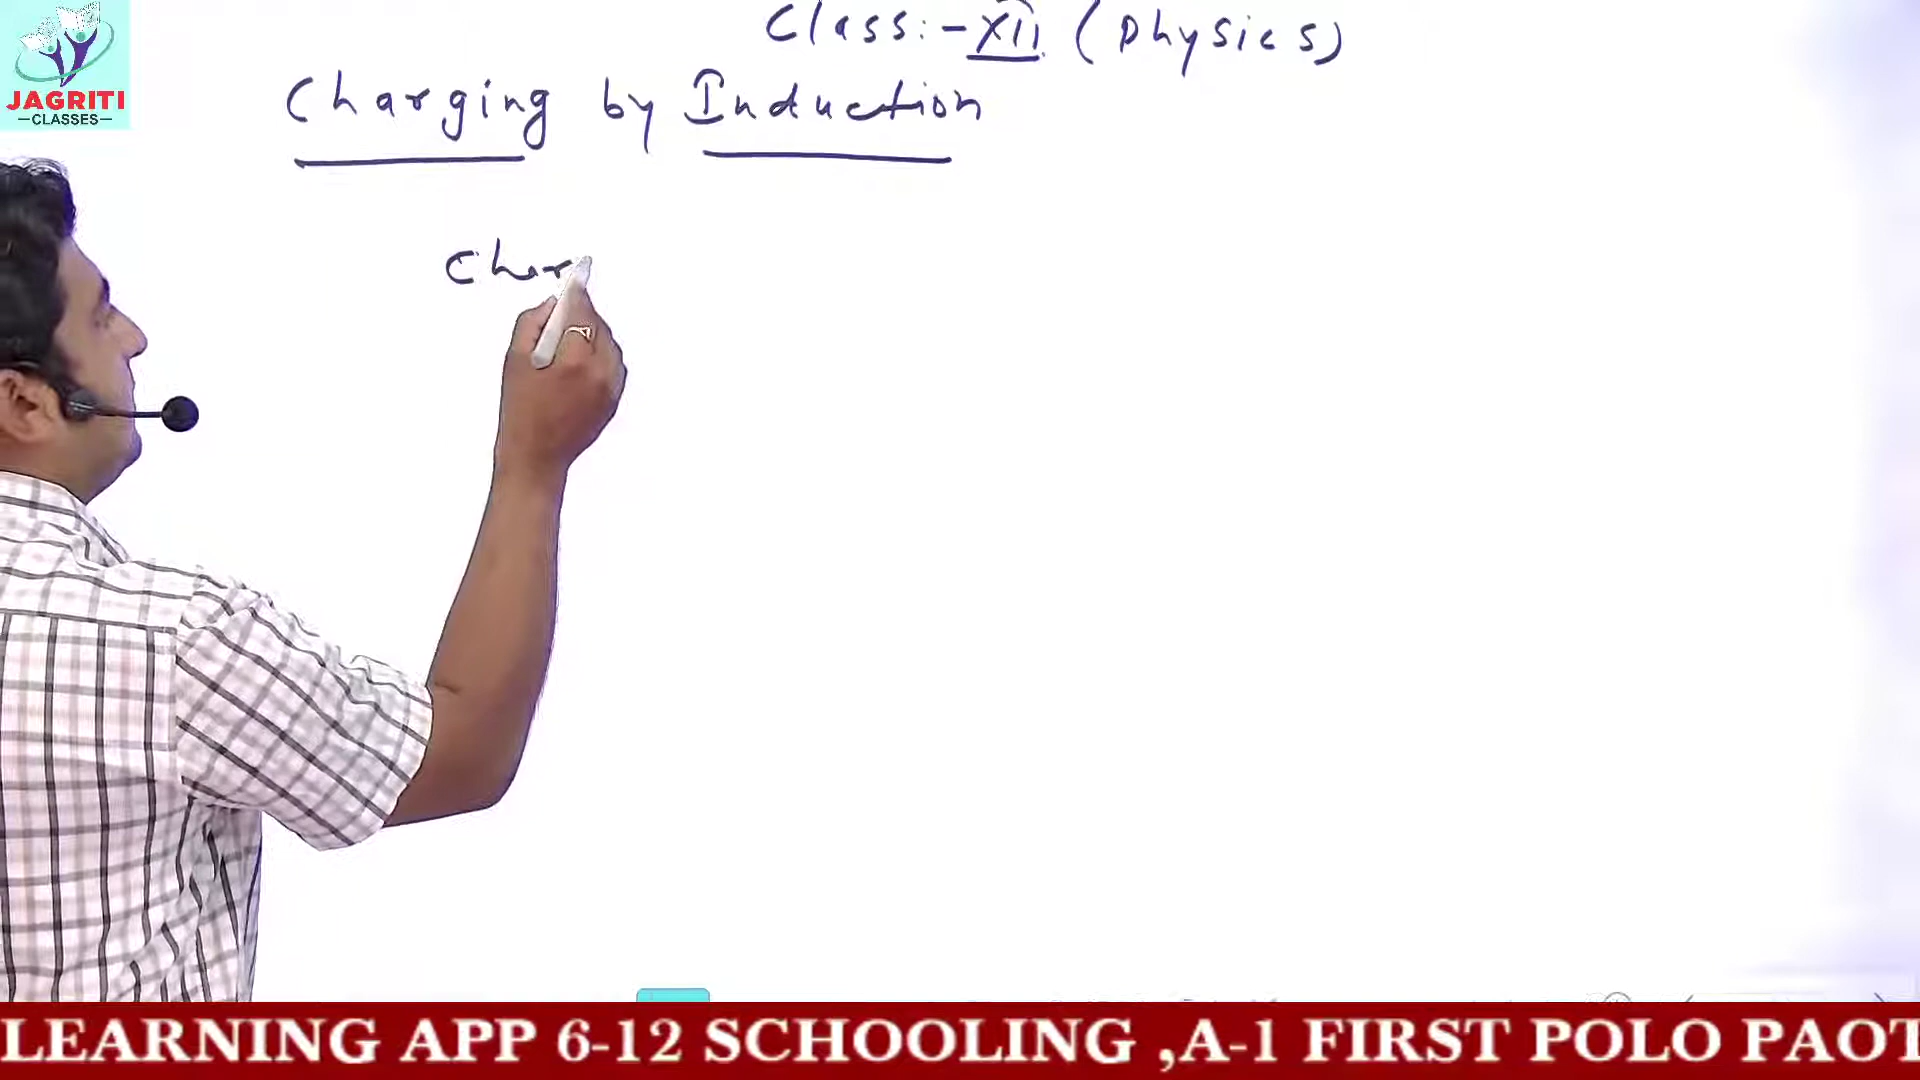 Class:- XII (Physics)
JAGRITI
—CLASSES—
Charging by Induction
Char
LEARNING APP 6-12 SCHOOLING ,A-1 FIRST POLO PAOT